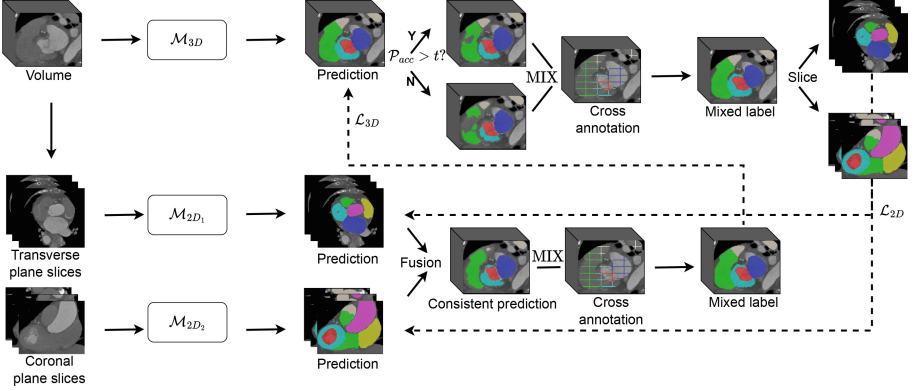 Volume
M3D
Prediction
Y
Pacc > t?
N
MIX
Cross
annotation
Mixed label
Slice
L3D
L2D
Transverse
plane slices
M2D1
Prediction
Fusion
Consistent prediction
MIX
Cross
annotation
Mixed label
Coronal
plane slices
M2D2
Prediction